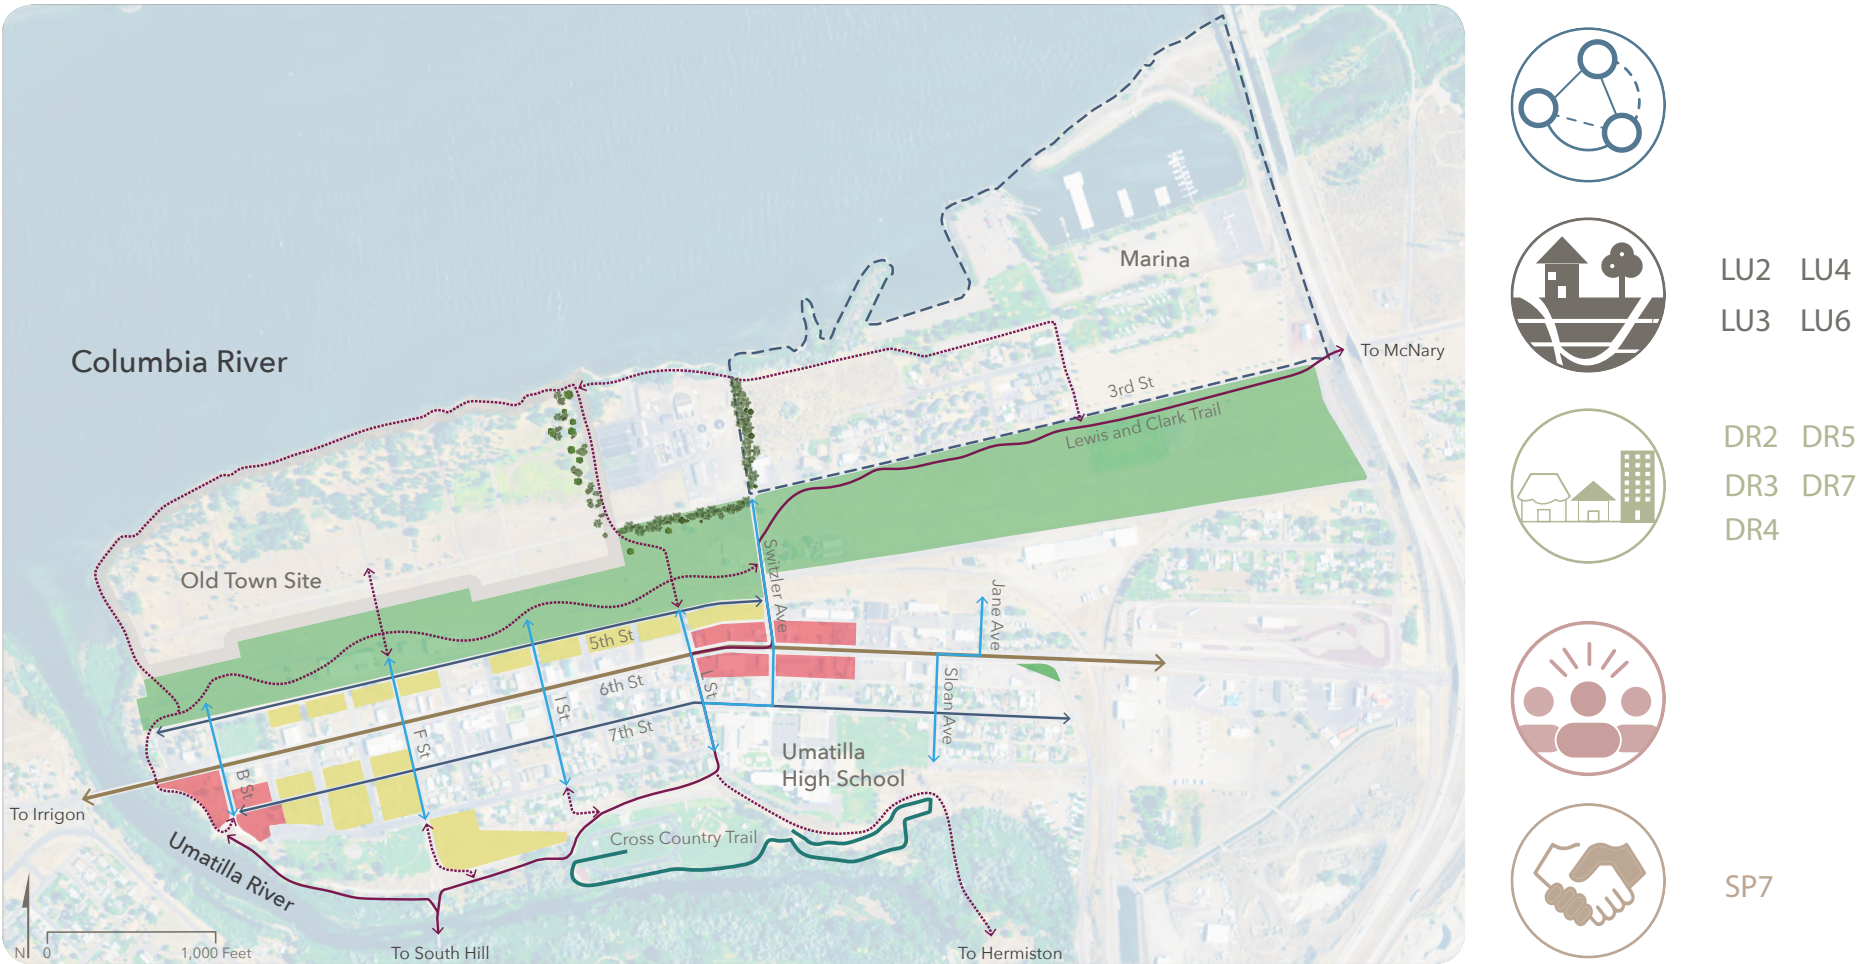 Marina
Columbia River
To McNary
3rd St
Lewis and Clark Trail
Old Town Site
Switzler Ave
Jane Ave
5th St
6th St
L St
Sloan Ave
I St
7th St
F St
B St
Umatilla
High School
To Irrigon
Cross Country Trail
Umatilla River
N
0
1,000 Feet
To South Hill
To Hermiston
LU2 LU4
LU3 LU6
DR2 DR5
DR3 DR7
DR4
SP7